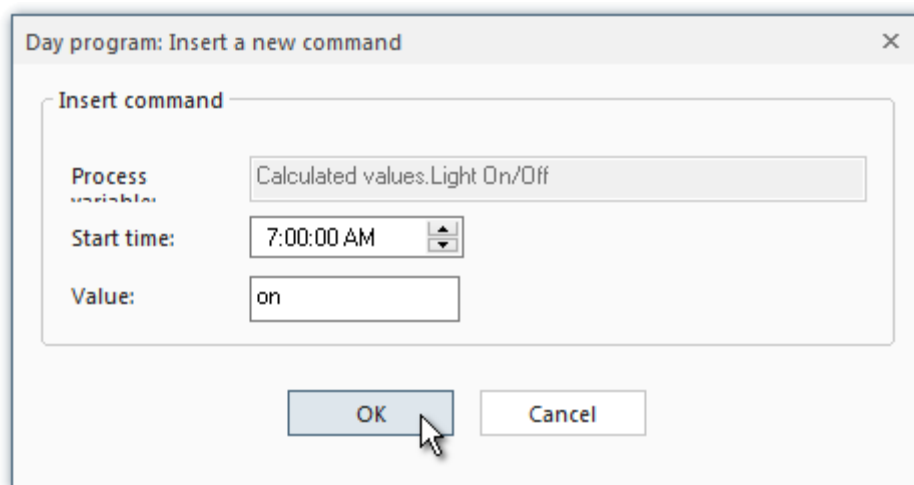 Day program: Insert a new command
Insert command
Process
variable:
Calculated values.Light On/Off
Start time:
7:00:00 AM
Value:
on
OK
Cancel